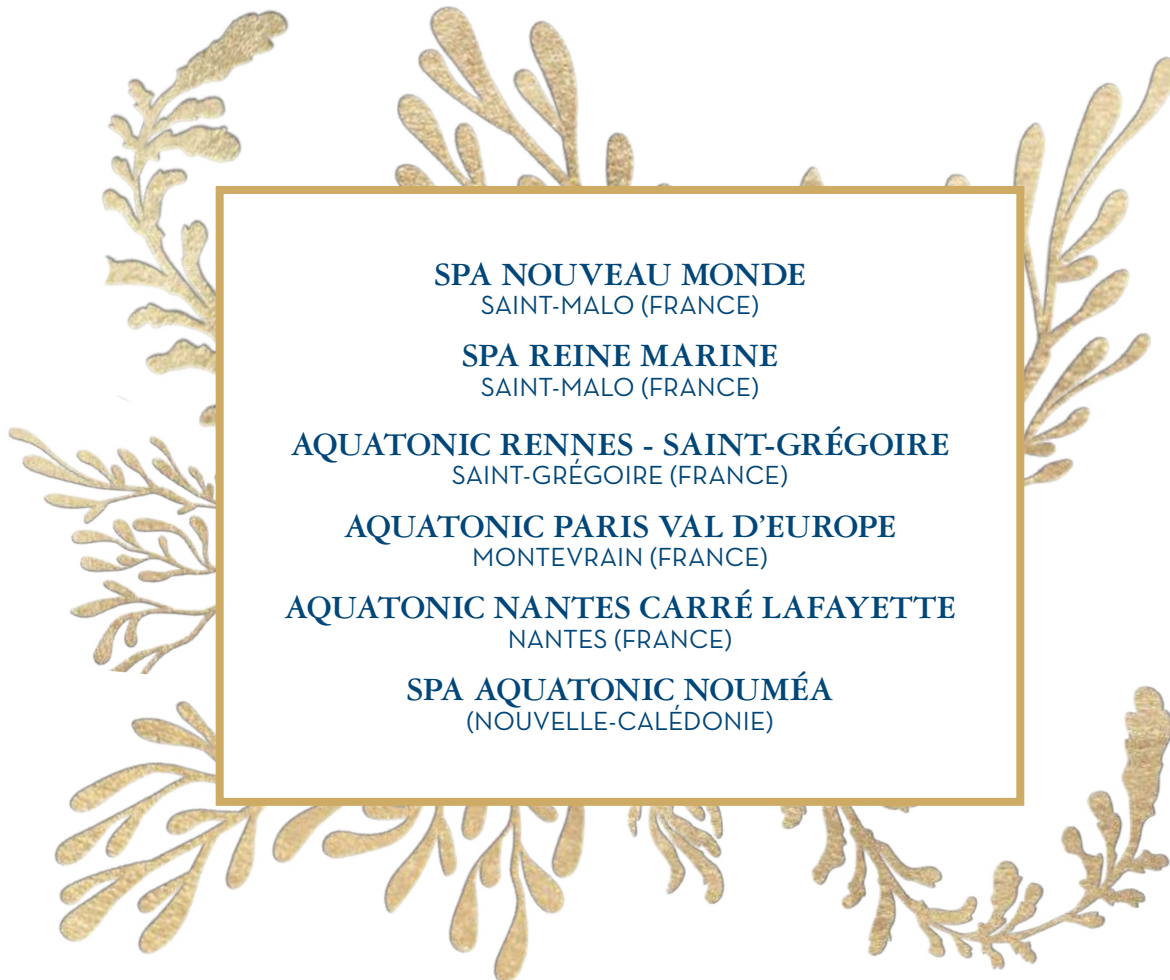 SPA NOUVEAU MONDE
SAINT-MALO (FRANCE)
SPA REINE MARINE
SAINT-MALO (FRANCE)
AQUATONIC RENNES - SAINT-GRÉGOIRE
SAINT-GRÉGOIRE (FRANCE)
AQUATONIC PARIS VAL D'EUROPE
MONTEVRAIN (FRANCE)
AQUATONIC NANTES CARRÉ LAFAYETTE
NANTES (FRANCE)
SPA AQUATONIC NOUMÉA
(NOUVELLE-CALÉDONIE)